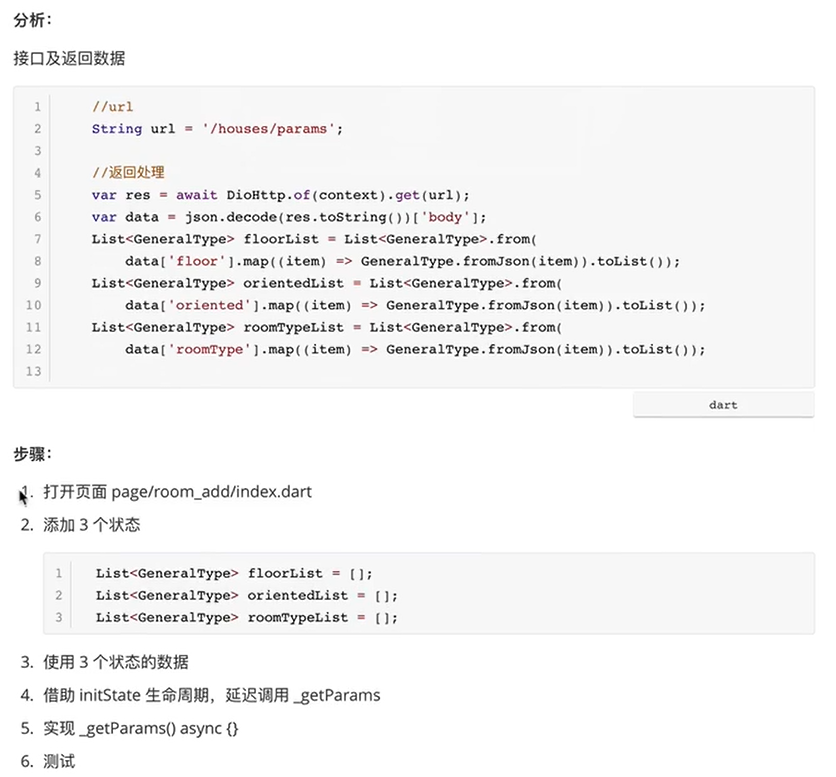 分析：
接口及返回数据
1 //url
2 String url = '/houses/params';
3
4 //返回处理
5 var res = await DioHttp.of(context).get(url);
6 var data = json.decode(res.toString())['body'];
7 List<GeneralType> floorList = List<GeneralType>.from(
8 data['floor'].map((item) => GeneralType.fromJson(item)).toList());
9 List<GeneralType> orientedList = List<GeneralType>.from(
10 data['oriented'].map((item) => GeneralType.fromJson(item)).toList());
11 List<GeneralType> roomTypeList = List<GeneralType>.from(
12 data['roomType'].map((item) => GeneralType.fromJson(item)).toList());
13
dart
步骤：
1. 打开页面 page/room_add/index.dart
2. 添加 3 个状态
1 List<GeneralType> floorList = [];
2 List<GeneralType> orientedList = [];
3 List<GeneralType> roomTypeList = [];
3. 使用 3 个状态的数据
4. 借助 initState 生命周期，延迟调用 _getParams
5. 实现 _getParams() async {}
6. 测试